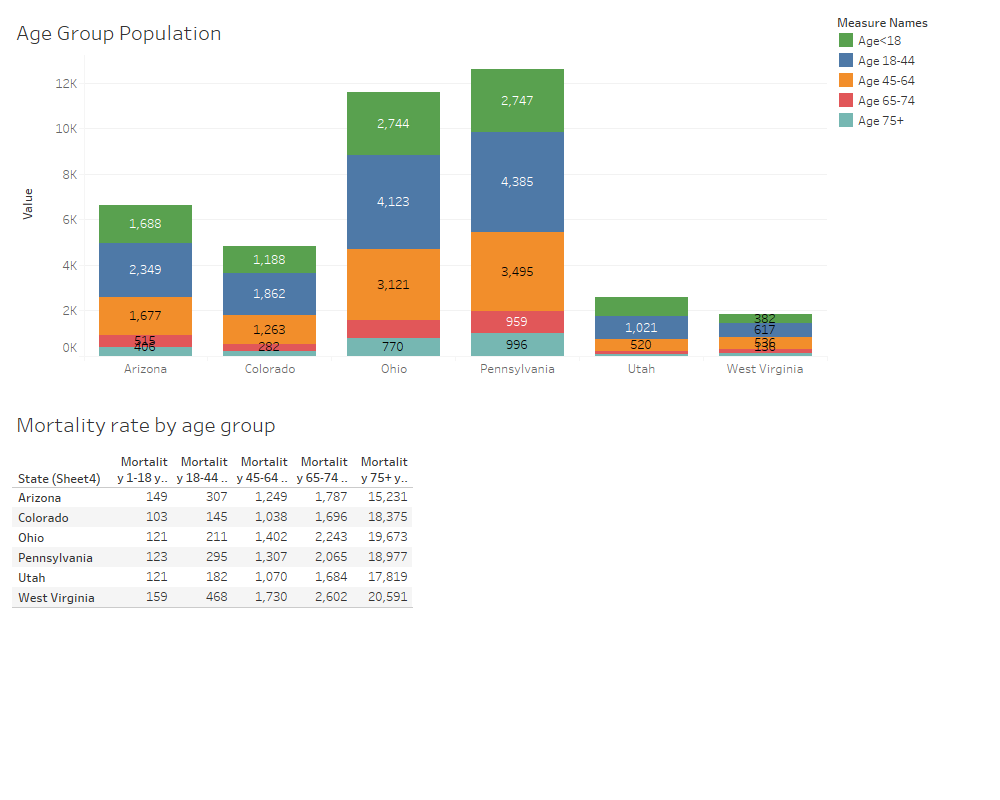 Age Group Population
Measure Names
Age<18
Age 18-44
Age 45-64
Age 65-74
Age 75+
Value
12K
10K
8K
6K
4K
2K
0K
1,688
2,349
1,677
515
406
1,188
1,862
1,263
282
2,744
4,123
3,121
770
2,747
4,385
3,495
959
996
1,021
520
382
617
536
Arizona Colorado Ohio Pennsylvania Utah West Virginia
Mortality rate by age group
Mortalit Mortalit Mortalit Mortalit Mortalit
State (Sheet4) y 1-18 y.. y 18-44 .. y 45-64 .. y 65-74 .. y 75+ y..
Arizona 149 307 1,249 1,787 15,231
Colorado 103 145 1,038 1,696 18,375
Ohio 121 211 1,402 2,243 19,673
Pennsylvania 123 295 1,307 2,065 18,977
Utah 121 182 1,070 1,684 17,819
West Virginia 159 468 1,730 2,602 20,591